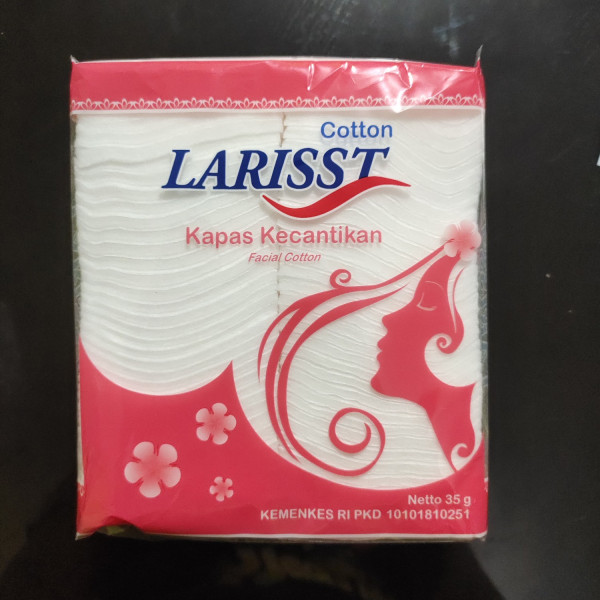 Cotton
LARISST
Kapas Kecantikan
Facial Cotton
Netto 35 g
KEMENKES RI PKD 10101810251